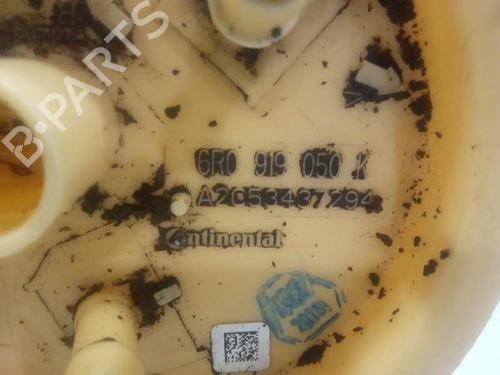 B-PARTS
6R0 919 050 K
A2C53437294
Continental